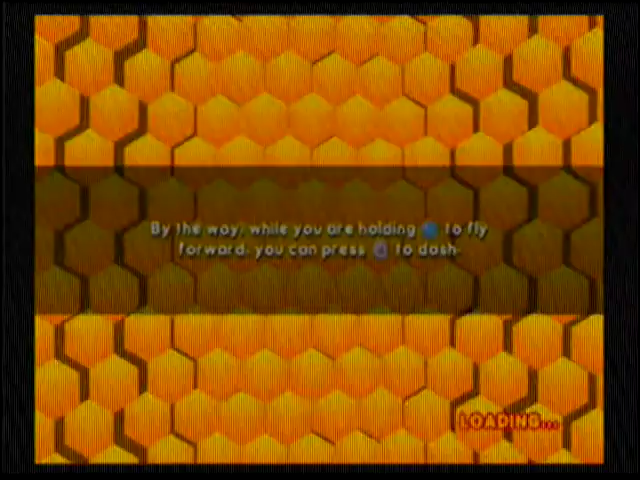 By the way, while you are holding to fly
forward, you can press to dash.
LOADING...